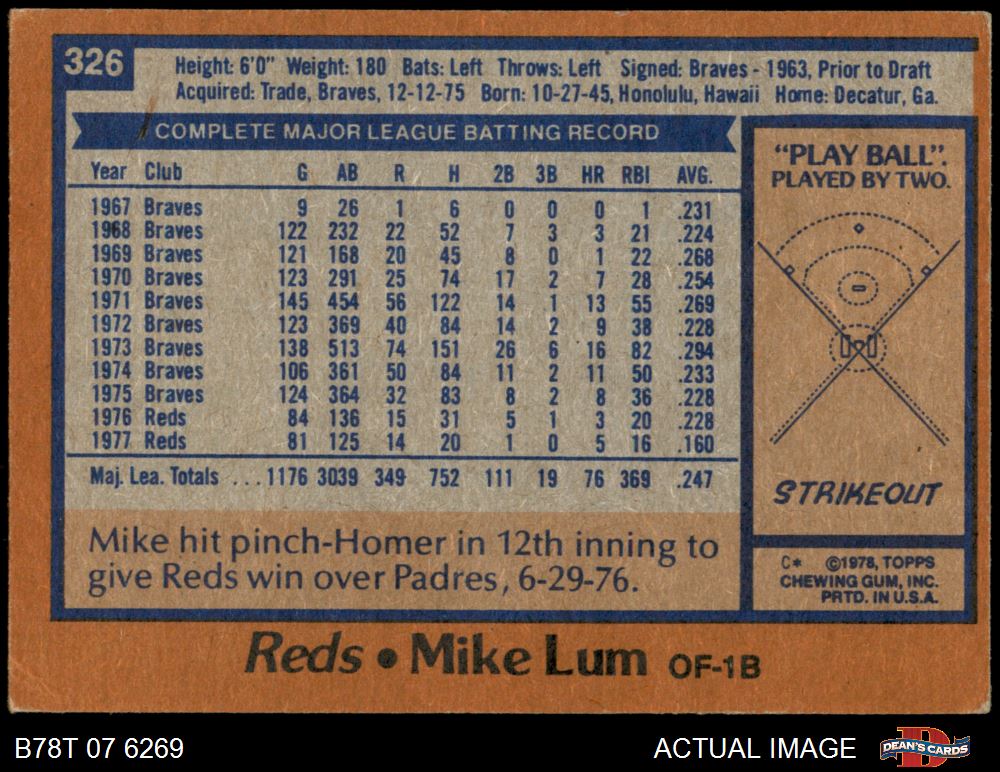 326
Height: 6'0" Weight: 180 Bats: Left Throws: Left Signed: Braves - 1963, Prior to Draft
Acquired: Trade, Braves, 12-12-75 Born: 10-27-45, Honolulu, Hawaii Home: Decatur, Ga.
COMPLETE MAJOR LEAGUE BATTING RECORD
Year Club G AB R H 2B 3B HR RBI AVG.
1967 Braves 9 26 1 6 0 0 0 1 .231
1968 Braves 122 232 22 52 7 3 3 21 .224
1969 Braves 121 168 20 45 8 0 1 22 .268
1970 Braves 123 291 25 74 17 2 7 28 .254
1971 Braves 145 454 56 122 14 1 13 55 .269
1972 Braves 123 369 40 84 14 2 9 38 .228
1973 Braves 138 513 74 151 26 6 16 82 .294
1974 Braves 106 361 50 84 11 2 11 50 .233
1975 Braves 124 364 32 83 8 2 8 36 .228
1976 Reds 84 136 15 31 5 1 3 20 .228
1977 Reds 81 125 14 20 1 0 5 16 .160
Maj. Lea. Totals ...1176 3039 349 752 111 19 76 369 .247
Mike hit pinch-Homer in 12th inning to
give Reds win over Padres, 6-29-76.
"PLAY BALL".
PLAYED BY TWO.
STRIKEOUT
C* ©1978, TOPPS
CHEWING GUM, INC.
PRTD. IN U.S.A.
Reds • Mike Lum OF-1B
B78T 07 6269
ACTUAL IMAGE
D
DEAN'S CARDS